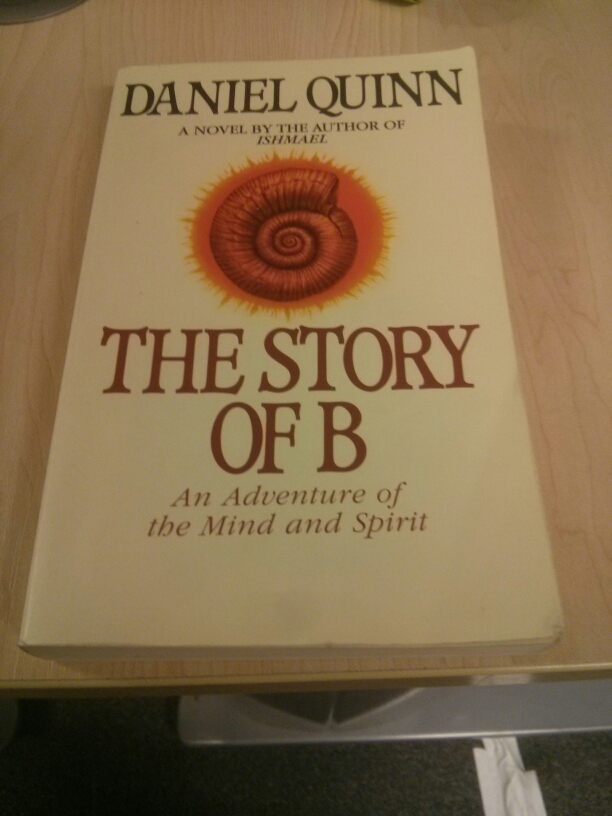 DANIEL QUINN
A NOVEL BY THE AUTHOR OF
ISHMAEL
THE STORY
OF B
An Adventure of
the Mind and Spirit